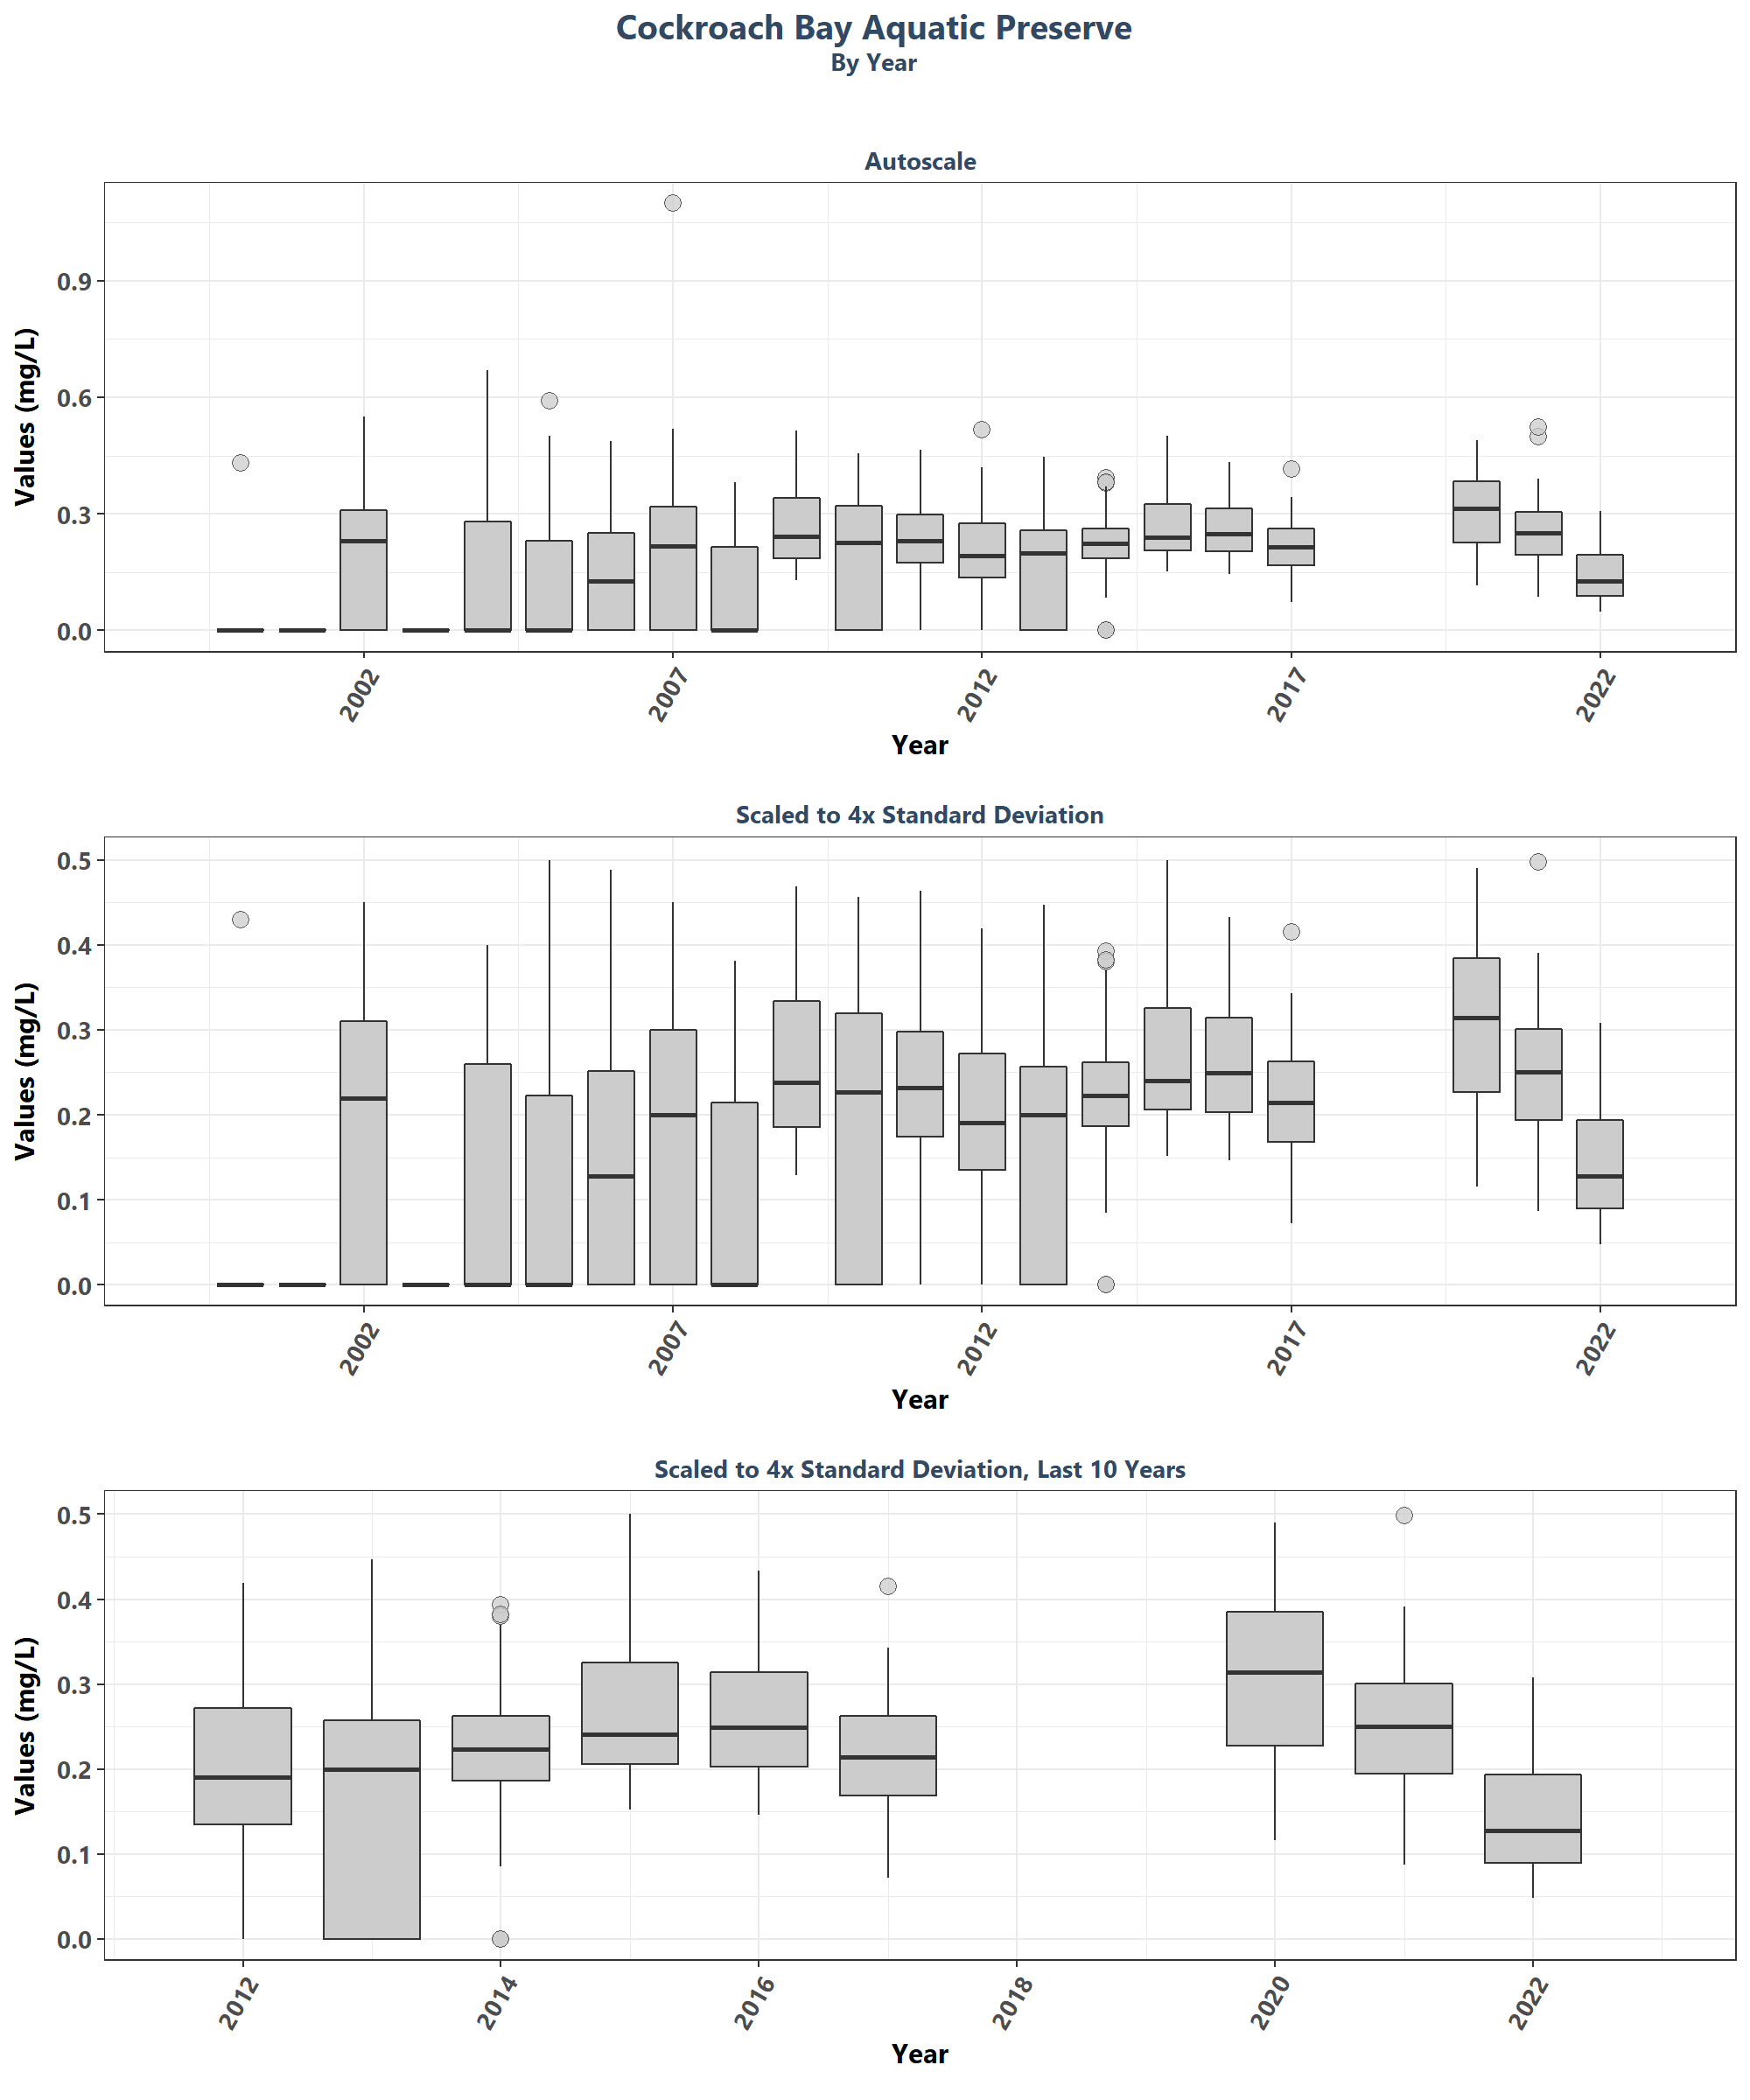 Cockroach Bay Aquatic Preserve
By Year
Autoscale
Values (mg/L)
0.9
0.6
0.3
0.0
2002 2007 2012 2017 2022
Year
Scaled to 4x Standard Deviation
Values (mg/L)
0.5
0.4
0.3
0.2
0.1
0.0
2002 2007 2012 2017 2022
Year
Scaled to 4x Standard Deviation, Last 10 Years
Values (mg/L)
0.5
0.4
0.3
0.2
0.1
0.0
2012 2014 2016 2018 2020 2022
Year